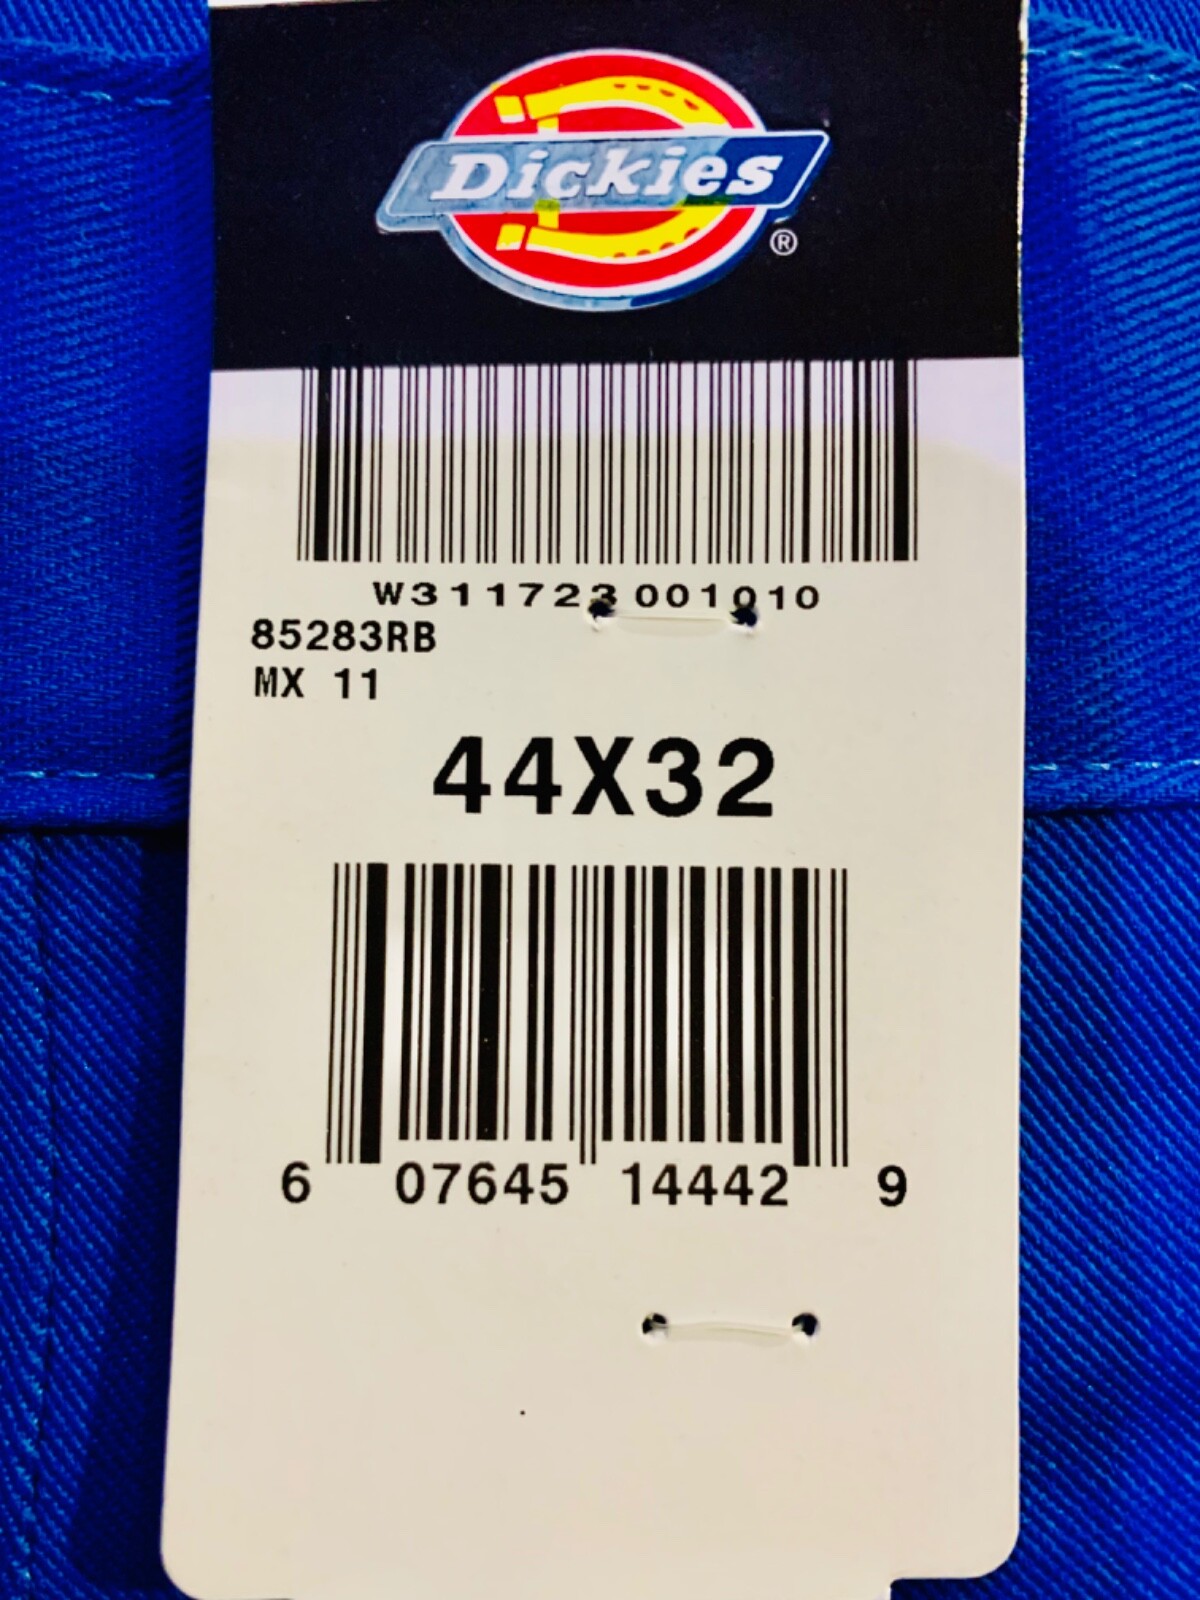 Dickies
®
W311723001010
85283RB
MX 11
44X32
6 07645 14442 9